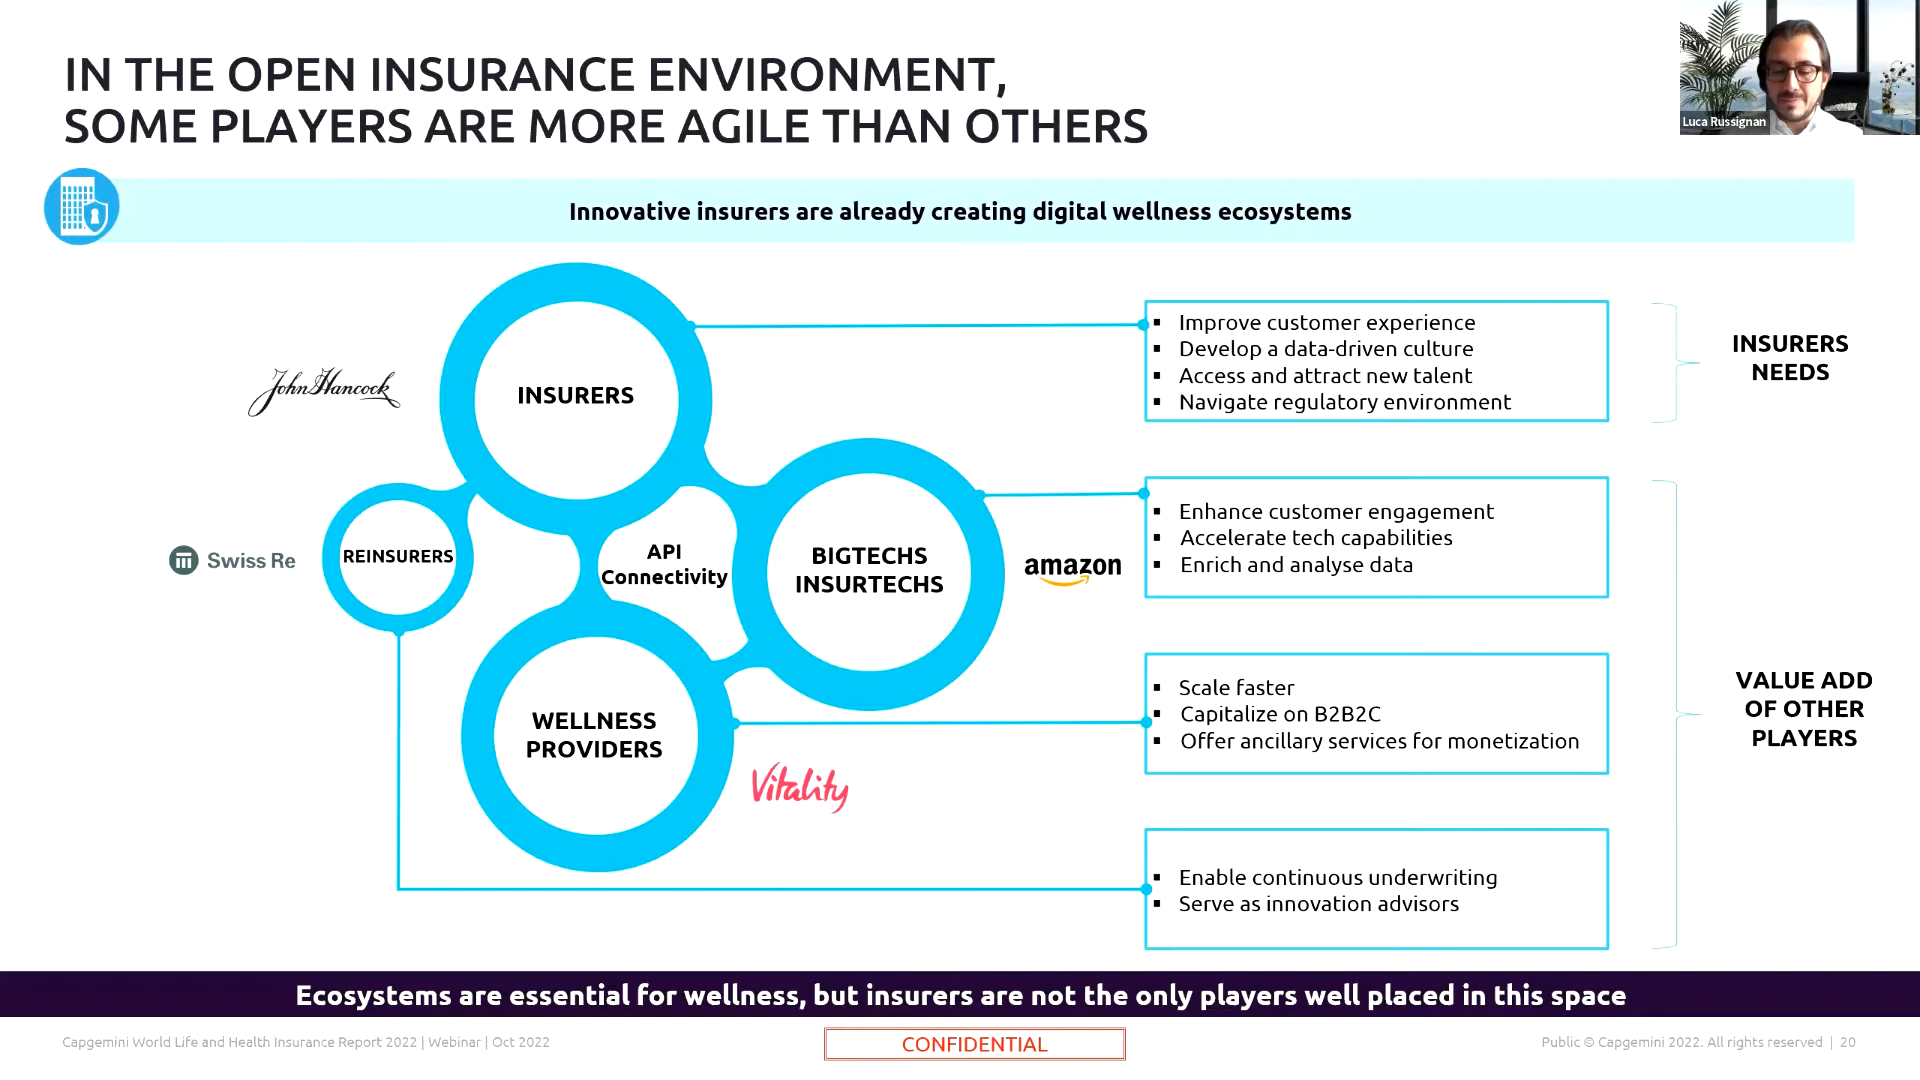 IN THE OPEN INSURANCE ENVIRONMENT,
SOME PLAYERS ARE MORE AGILE THAN OTHERS
Luca Russignan
Innovative insurers are already creating digital wellness ecosystems
John Hancock
INSURERS
▪ Improve customer experience
▪ Develop a data-driven culture
▪ Access and attract new talent
▪ Navigate regulatory environment
INSURERS
NEEDS
Swiss Re
REINSURERS
API
Connectivity
BIGTECHS
INSURTECHS
amazon
▪ Enhance customer engagement
▪ Accelerate tech capabilities
▪ Enrich and analyse data
WELLNESS
PROVIDERS
Vitality
▪ Scale faster
▪ Capitalize on B2B2C
▪ Offer ancillary services for monetization
VALUE ADD
OF OTHER
PLAYERS
▪ Enable continuous underwriting
▪ Serve as innovation advisors
Ecosystems are essential for wellness, but insurers are not the only players well placed in this space
Capgemini World Life and Health Insurance Report 2022 | Webinar | Oct 2022
CONFIDENTIAL
Public © Capgemini 2022. All rights reserved | 20